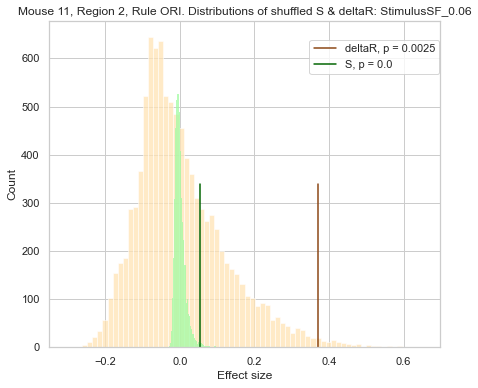 Mouse 11, Region 2, Rule ORI. Distributions of shuffled S & deltaR: StimulusSF_0.06
deltaR, p = 0.0025
S, p = 0.0
600
500
400
300
200
100
0
Count
−0.2
0.0
0.2
0.4
0.6
Effect size